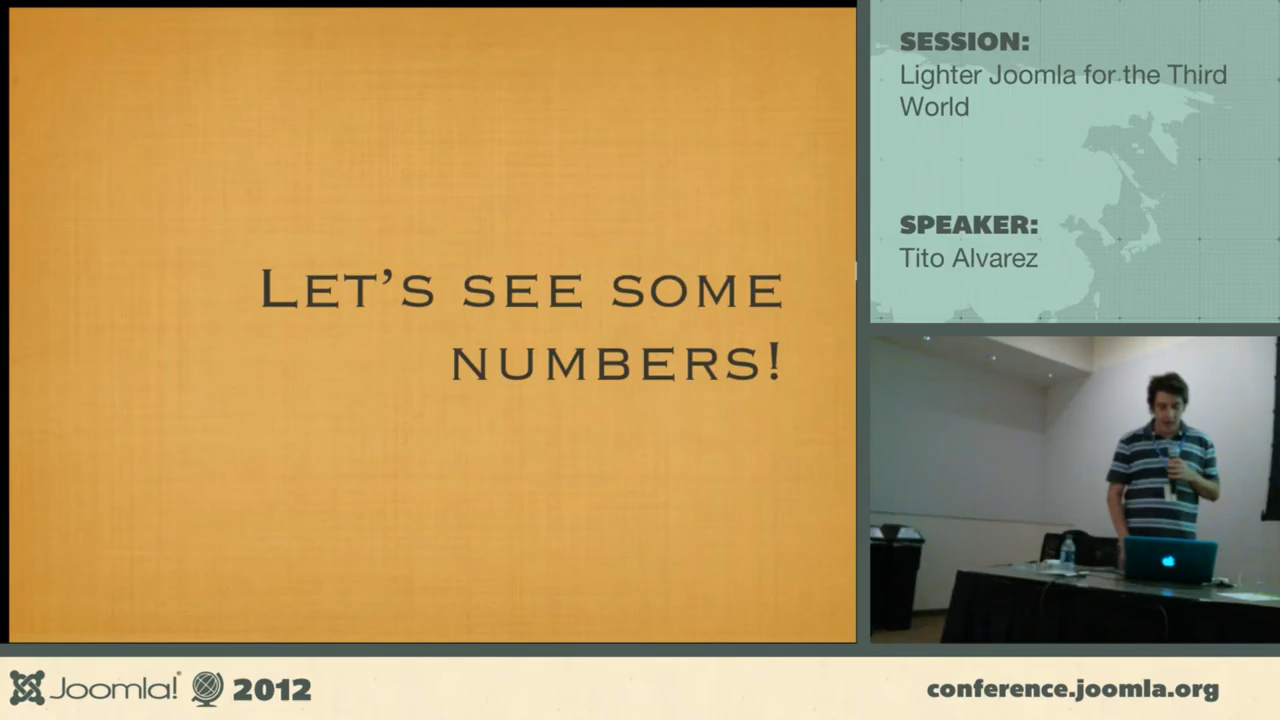 LET'S SEE SOME
NUMBERS!
SESSION:
Lighter Joomla for the Third
World
SPEAKER:
Tito Alvarez
Joomla! 2012
conference.joomla.org